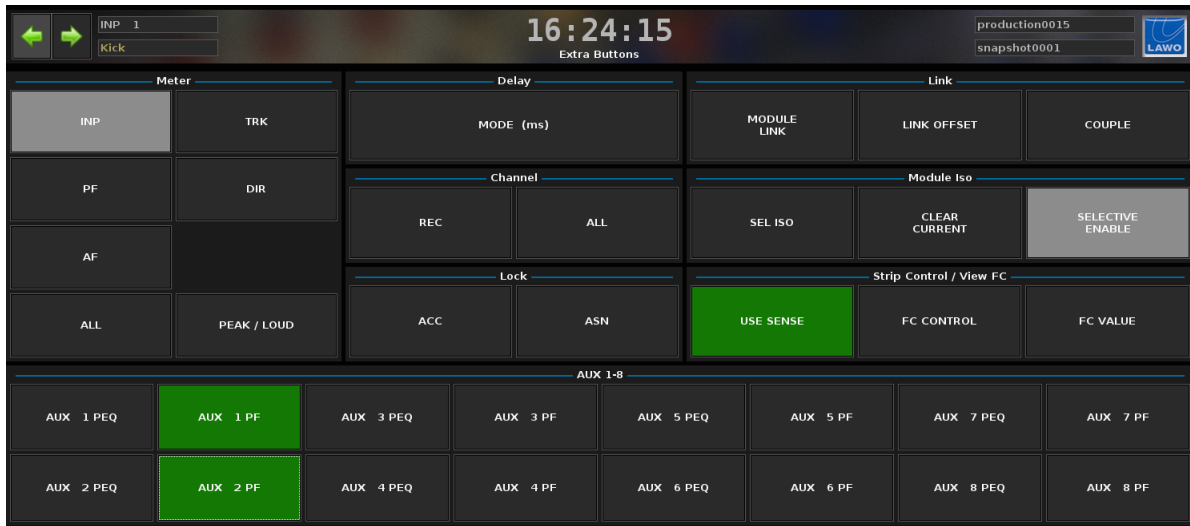 INP 1
Kick
16:24:15
Extra Buttons
production0015
snapshot0001
LAWO
Meter
INP
TRK
PF
DIR
AF
ALL
PEAK / LOUD
Delay
MODE (ms)
Channel
REC
ALL
Lock
ACC
ASN
Link
MODULE
LINK
LINK OFFSET
COUPLE
Module Iso
SEL ISO
CLEAR
CURRENT
SELECTIVE
ENABLE
Strip Control / View FC
USE SENSE
FC CONTROL
FC VALUE
AUX 1-8
AUX 1 PEQ
AUX 1 PF
AUX 3 PEQ
AUX 3 PF
AUX 5 PEQ
AUX 5 PF
AUX 7 PEQ
AUX 7 PF
AUX 2 PEQ
AUX 2 PF
AUX 4 PEQ
AUX 4 PF
AUX 6 PEQ
AUX 6 PF
AUX 8 PEQ
AUX 8 PF